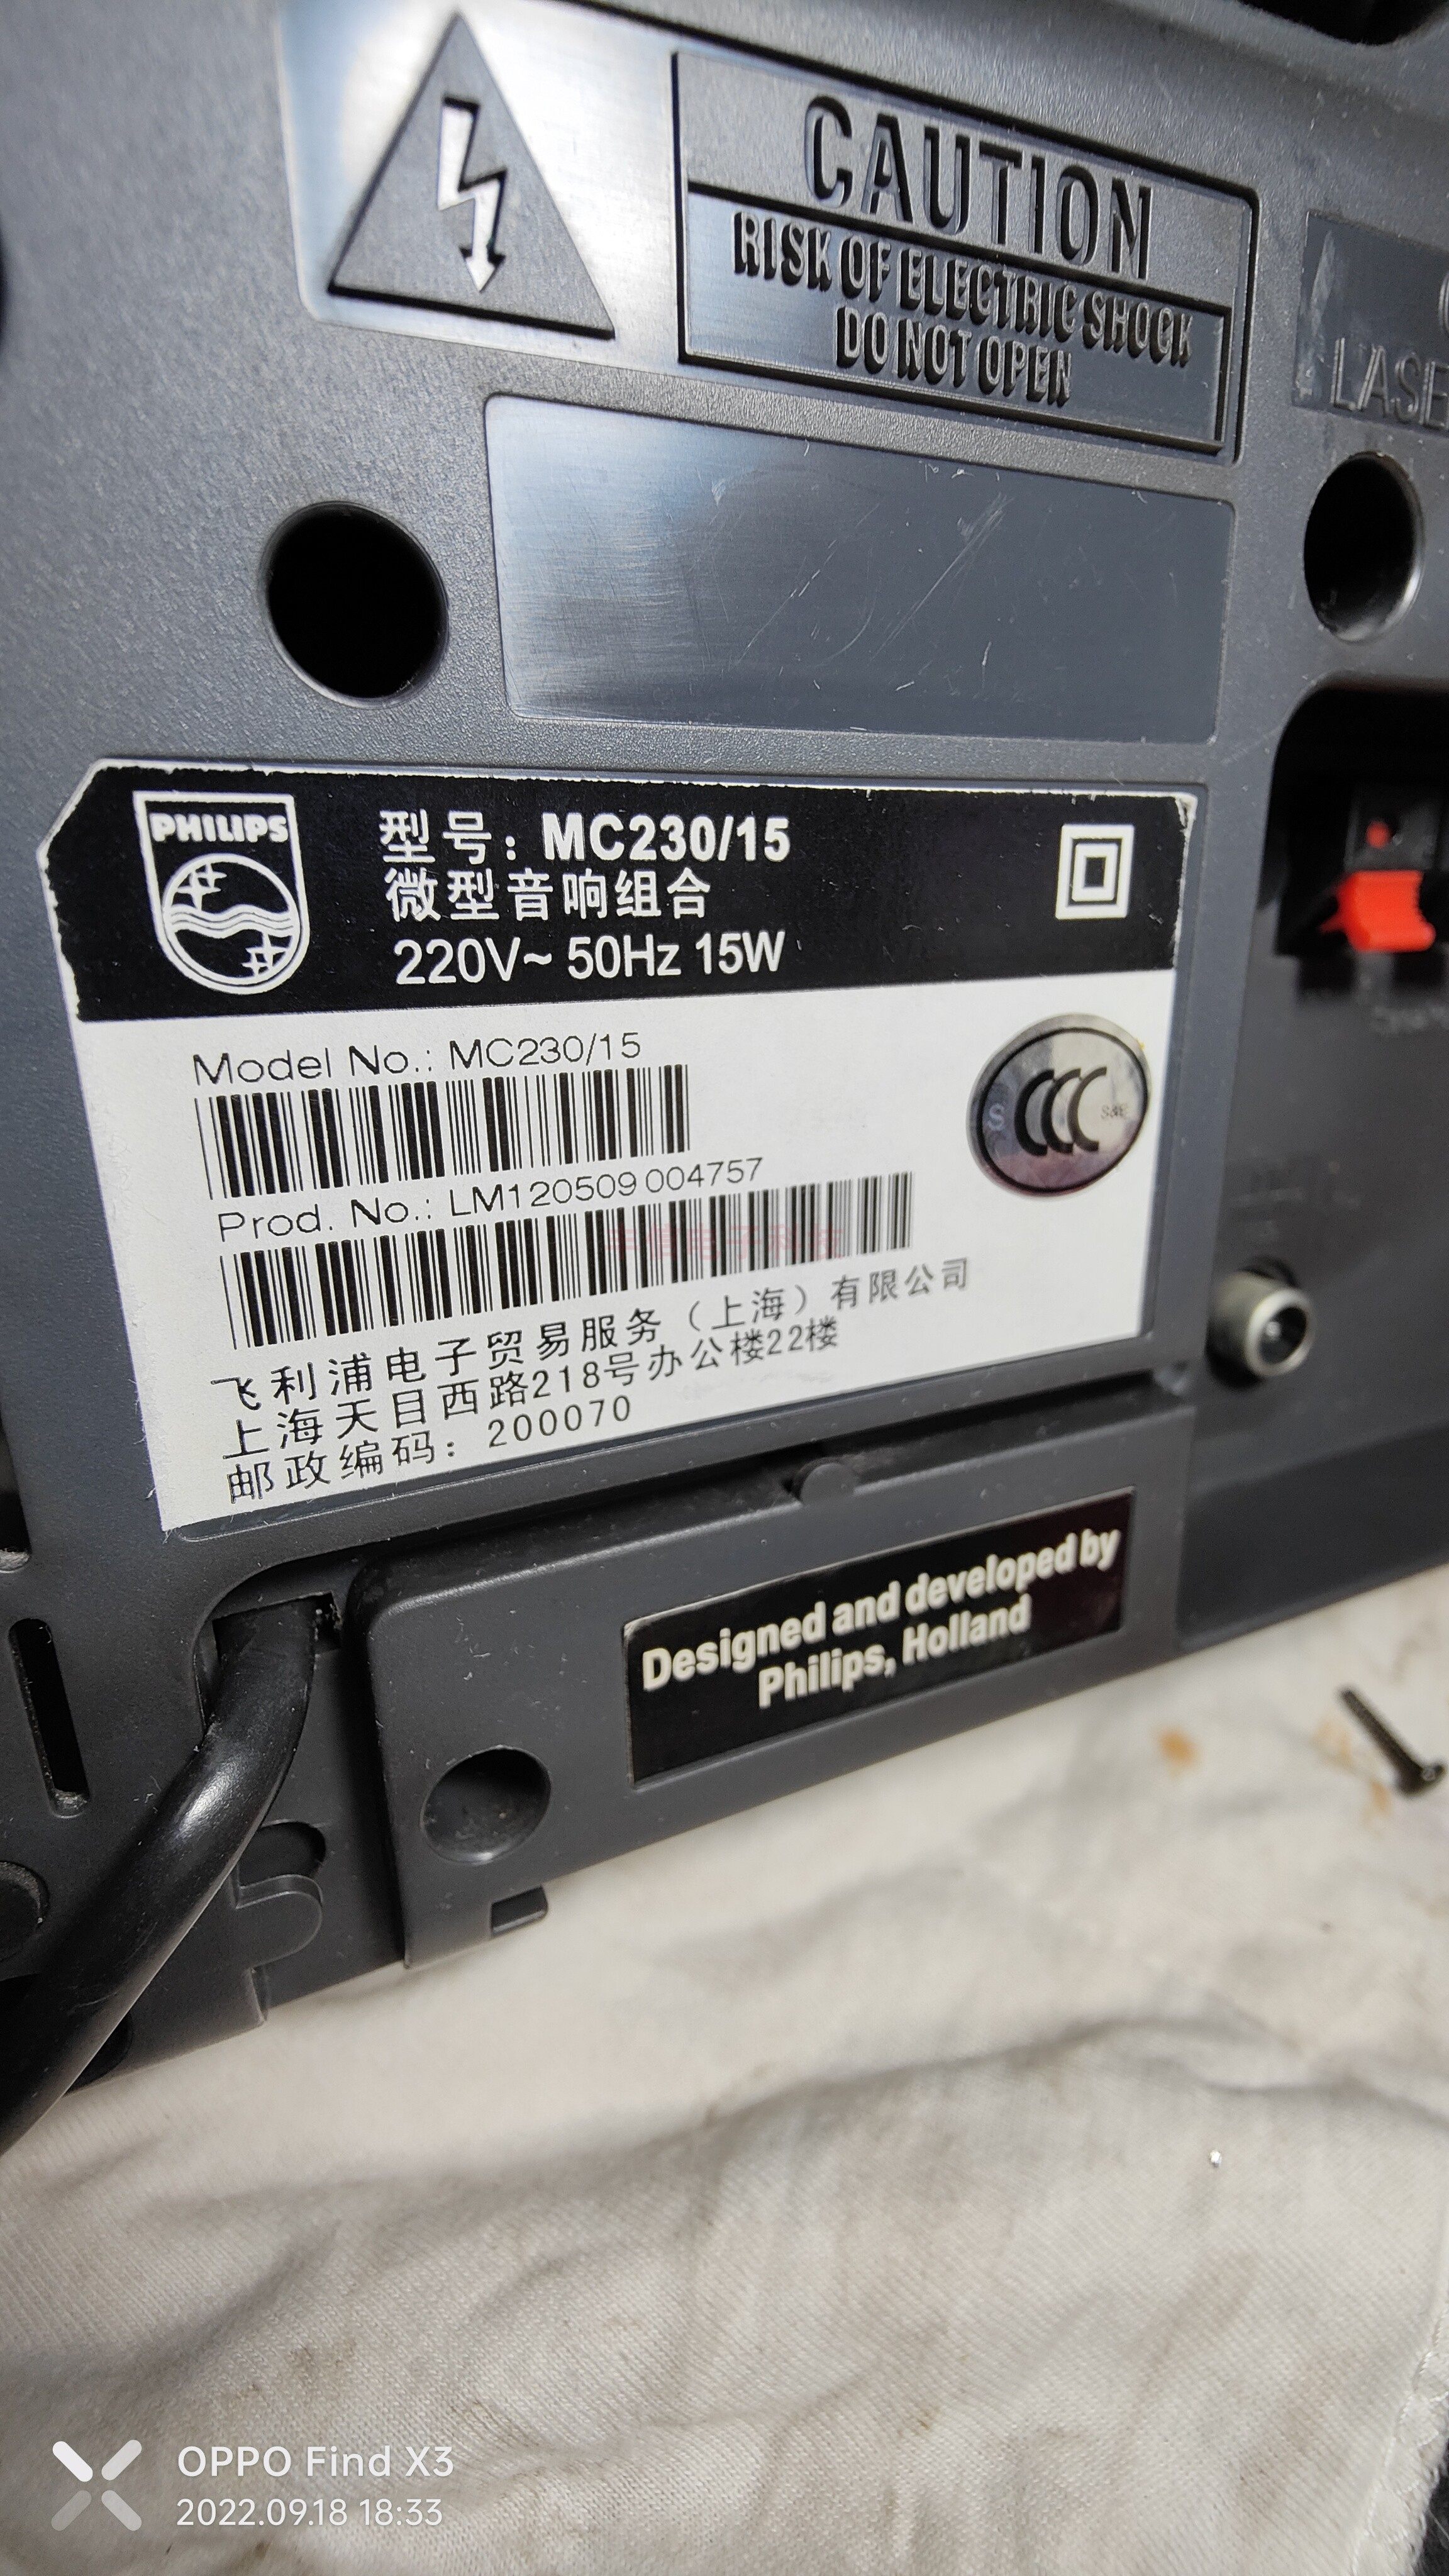 CAUTION
RISK OF ELECTRIC SHOCK
DO NOT OPEN
LASE
PHILIPS
型号：MC230/15
微型音响组合
220V~ 50Hz 15W
Model No.: MC230/15
CCC
S
S&E
Prod. No.: LM120509004757
飞利浦电子贸易服务（上海）有限公司
上海天目西路218号办公楼22楼
邮政编码：200070
Designed and developed by
Philips, Holland
OPPO Find X3
2022.09.18 18:33